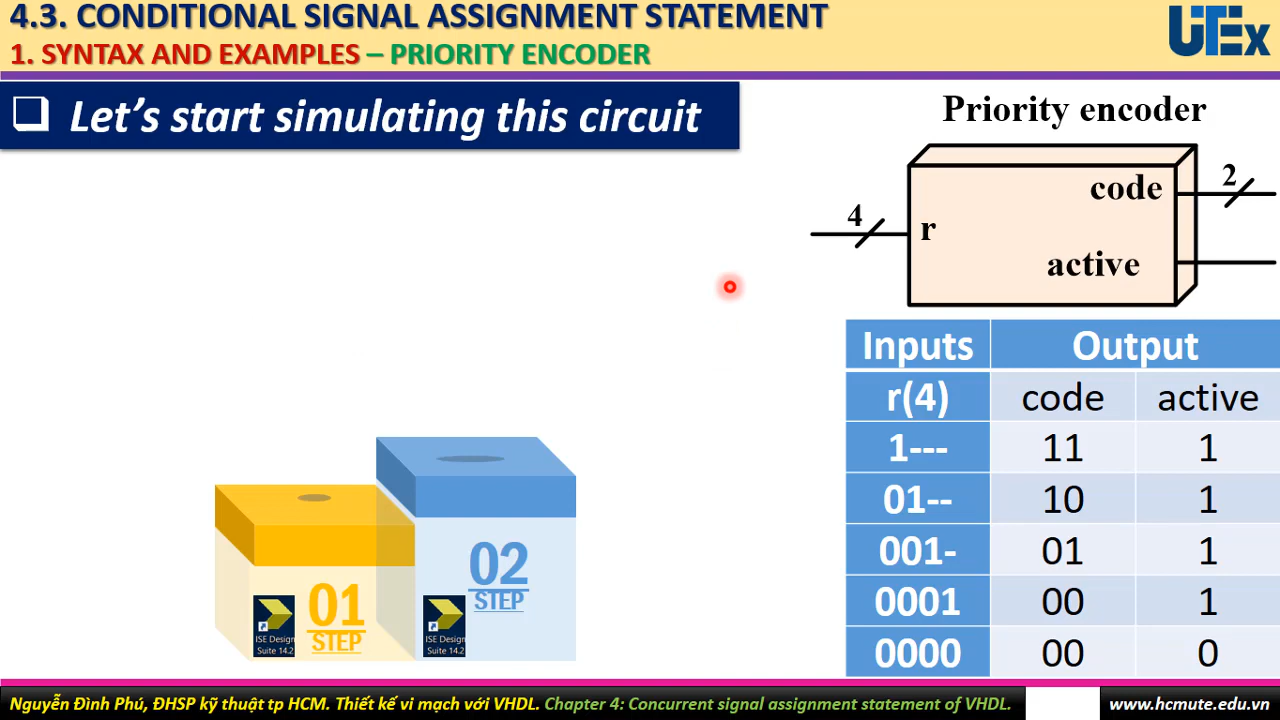 4.3. CONDITIONAL SIGNAL ASSIGNMENT STATEMENT
1. SYNTAX AND EXAMPLES – PRIORITY ENCODER
UTEx
Let's start simulating this circuit
Priority encoder
4
r
code
2
active
Inputs Output
r(4) code active
1--- 11 1
01-- 10 1
001- 01 1
0001 00 1
0000 00 0
01
STEP
ISE Design
Suite 14.2
02
STEP
ISE Design
Suite 14.2
Nguyễn Đình Phú, ĐHSP kỹ thuật tp HCM. Thiết kế vi mạch với VHDL. Chapter 4: Concurrent signal assignment statement of VHDL.
www.hcmute.edu.vn